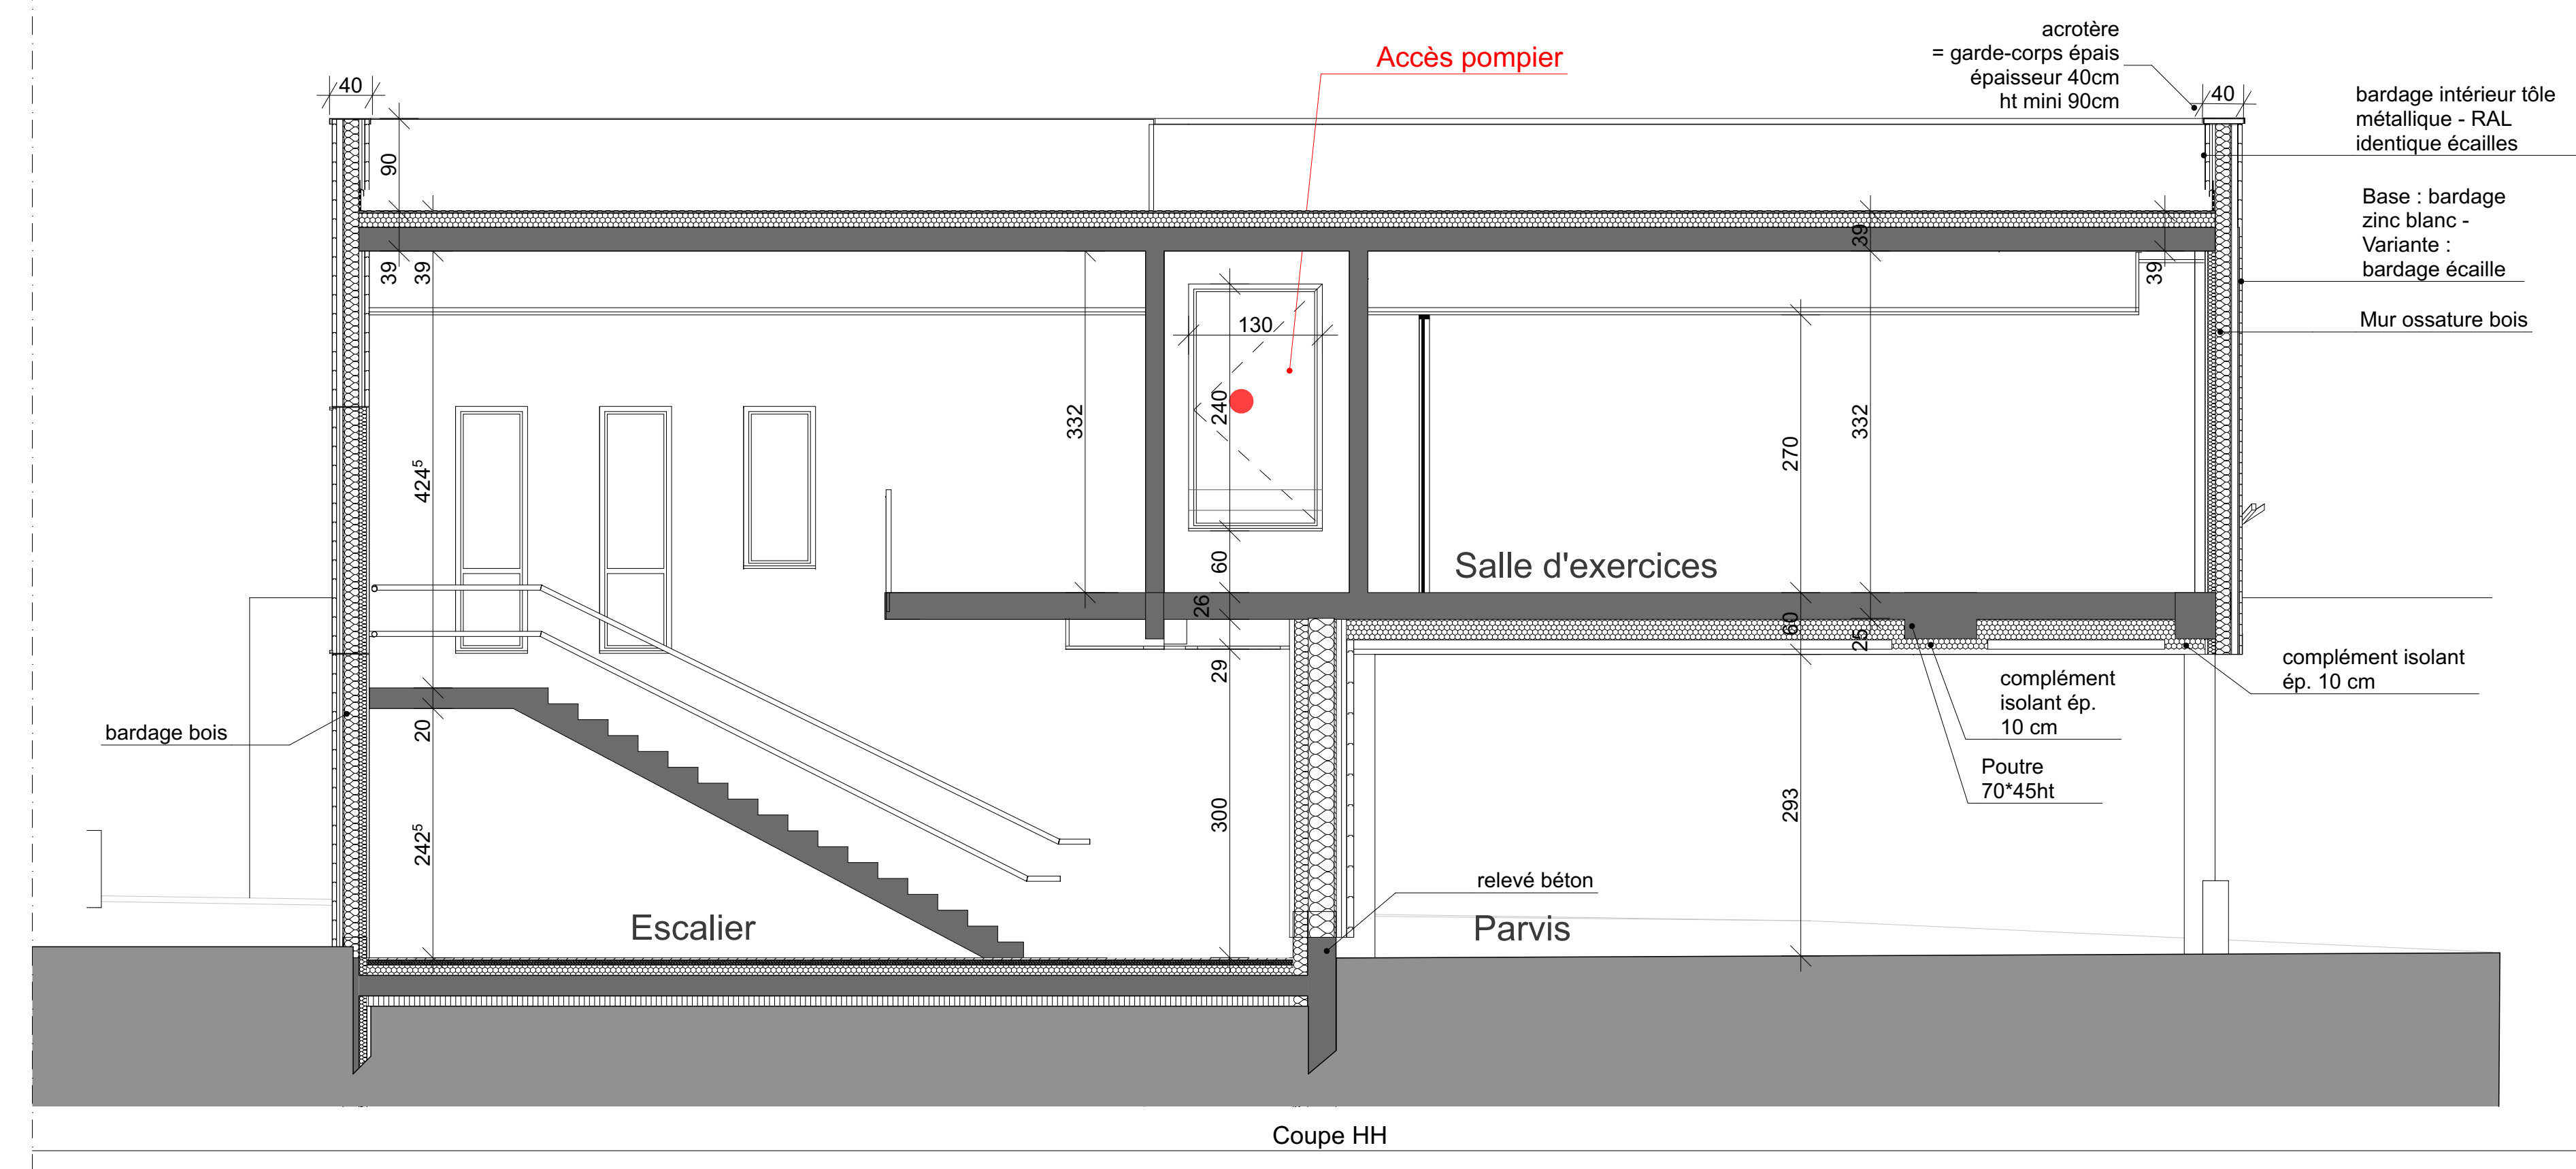 Accès pompier
acrotère
= garde-corps épais
épaisseur 40cm
ht mini 90cm
40
40
bardage intérieur tôle
métallique - RAL
identique écailles
90
Base : bardage
zinc blanc -
Variante :
bardage écaille
39
39
39
39
130
Mur ossature bois
240
332
332
270
424⁵
60
Salle d'exercices
26
60
25
29
complément isolant
ép. 10 cm
complément
isolant ép.
10 cm
bardage bois
20
Poutre
70*45ht
300
293
242⁵
relevé béton
Escalier
Parvis
Coupe HH